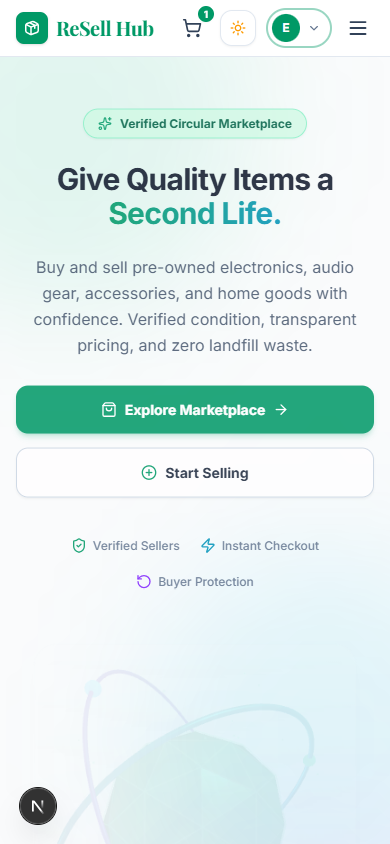 ReSell Hub
1
E
Verified Circular Marketplace
Give Quality Items a
Second Life.
Buy and sell pre-owned electronics, audio
gear, accessories, and home goods with
confidence. Verified condition, transparent
pricing, and zero landfill waste.
Explore Marketplace
Start Selling
Verified Sellers
Instant Checkout
Buyer Protection
N